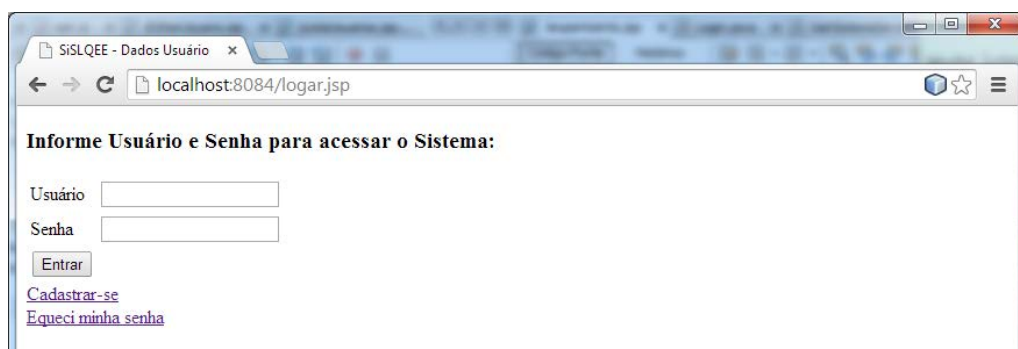 SiSLQEE - Dados Usuário
localhost:8084/logar.jsp
Informe Usuário e Senha para acessar o Sistema:
Usuário
Senha
Entrar
Cadastrar-se
Equeci minha senha